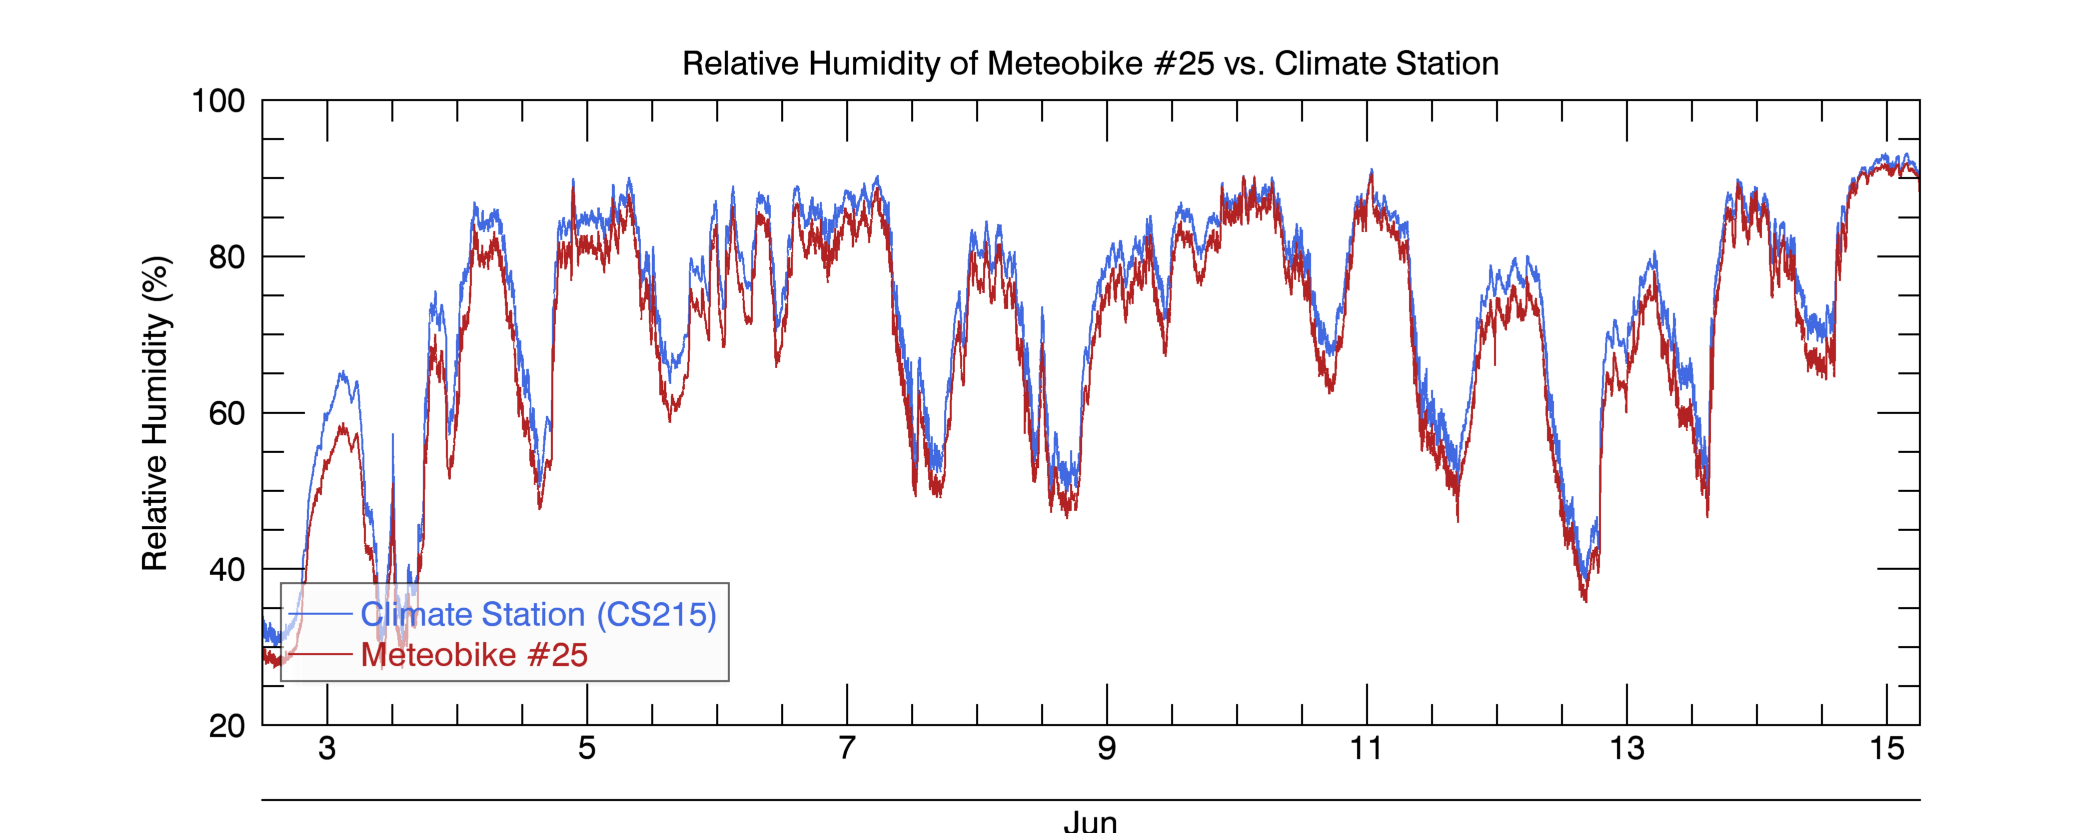 Relative Humidity of Meteobike #25 vs. Climate Station
100
80
60
40
20
Relative Humidity (%)
Climate Station (CS215)
Meteobike #25
3 5 7 9 11 13 15
Jun